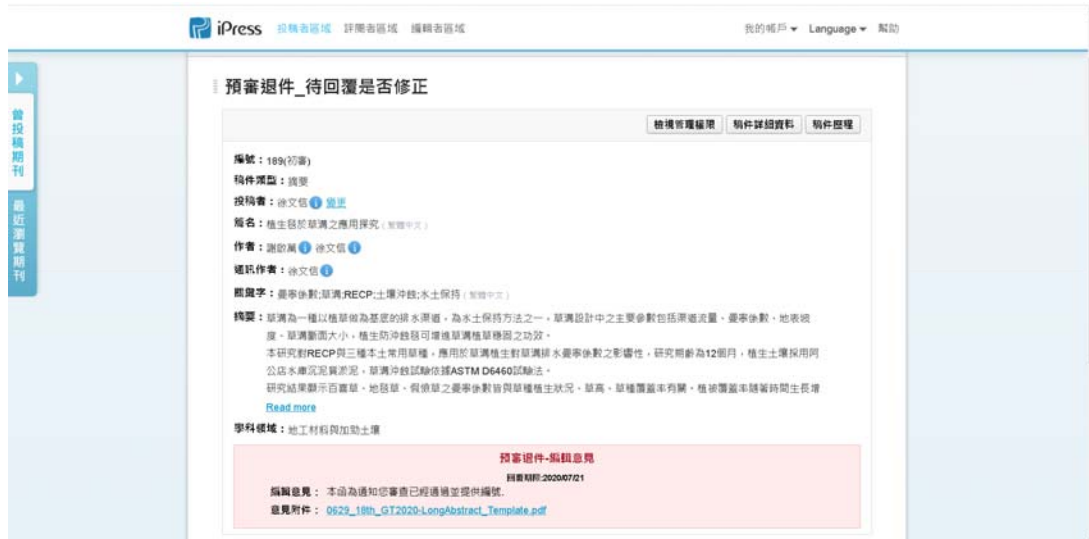 iPress 投稿者區域 評閱者區域 編輯者區域 我的帳戶 Language 幫助
曾投稿期刊
最近瀏覽期刊
預審退件_待回覆是否修正
檢視管理權限 稿件詳細資料 稿件歷程
編號：189(初審)
稿件類型：摘要
投稿者：徐文信 變更
篇名：植生毯於草溝之應用探究（繁體中文）
作者：謝啟萬 徐文信
通訊作者：徐文信
關鍵字：曼寧係數;草溝;RECP;土壤沖蝕;水土保持（繁體中文）
摘要：草溝為一種以植草做為基底的排水渠道，為水土保持方法之一，草溝設計中之主要參數包括渠道流量、曼寧係數、地表坡
度、草溝斷面大小，植生防沖蝕毯可增進草溝植草穩固之功效。
本研究對RECP與三種本土常用草種，應用於草溝植生對草溝排水曼寧係數之影響性，研究期齡為12個月，植生土壤採用阿
公店水庫沉泥質淤泥，草溝沖蝕試驗依據ASTM D6460試驗法。
研究結果顯示百喜草、地毯草、假儉草之曼寧係數皆與草種植生狀況、草高、草種覆蓋率有關，植被覆蓋率隨著時間生長增
Read more
學科領域：地工材料與加勁土壤
預審退件-編輯意見
回覆期限:2020/07/21
編輯意見： 本函為通知您審查已經通過並提供編號.
意見附件： 0629_18th_GT2020-LongAbstract_Template.pdf